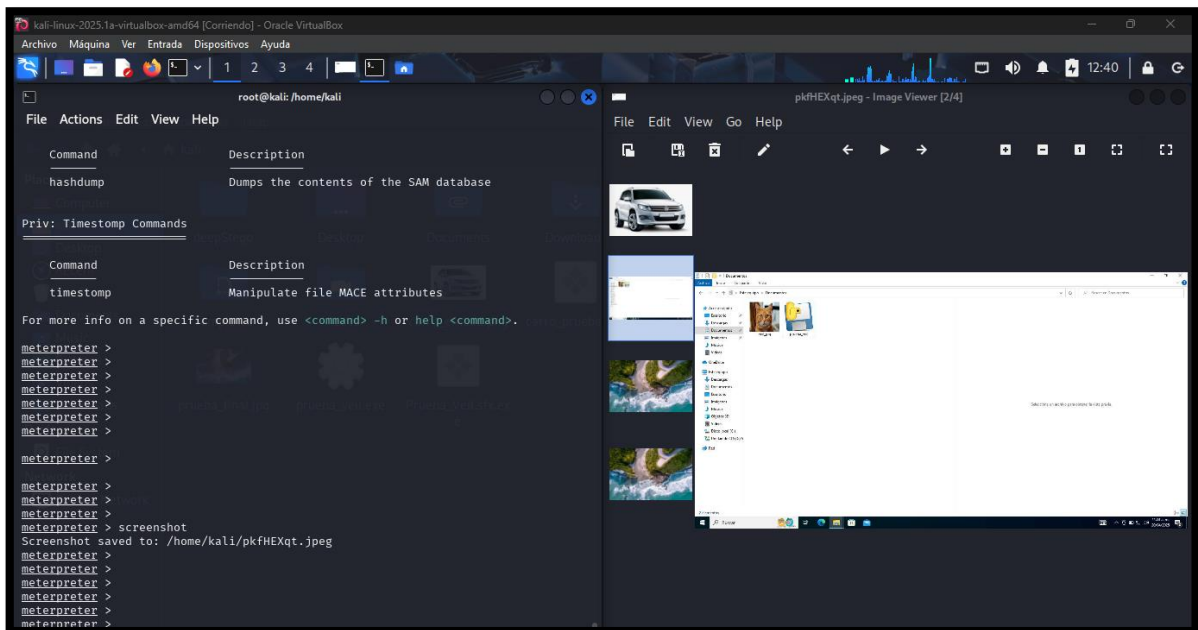 kali-linux-2025.1a-virtualbox-amd64 [Corriendo] - Oracle VirtualBox
Archivo Máquina Ver Entrada Dispositivos Ayuda
1 2 3 4
12:40
root@kali: /home/kali
File Actions Edit View Help
Command Description
hashdump Dumps the contents of the SAM database
Priv: Timestomp Commands
Command Description
timestomp Manipulate file MACE attributes
For more info on a specific command, use <command> -h or help <command>.
meterpreter >
meterpreter >
meterpreter >
meterpreter >
meterpreter >
meterpreter >
meterpreter >
meterpreter >
meterpreter >
meterpreter >
meterpreter >
meterpreter > screenshot
Screenshot saved to: /home/kali/pkfHEXqt.jpeg
meterpreter >
meterpreter >
meterpreter >
meterpreter >
meterpreter >
meterpreter >
pkfHEXqt.jpeg - Image Viewer [2/4]
File Edit View Go Help
Documentos